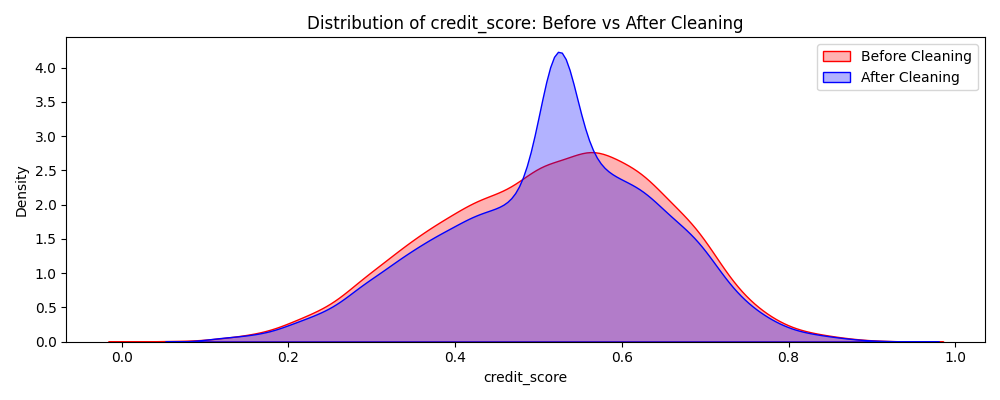 Distribution of credit_score: Before vs After Cleaning
Before Cleaning
After Cleaning
Density
4.0
3.5
3.0
2.5
2.0
1.5
1.0
0.5
0.0
0.0 0.2 0.4 0.6 0.8 1.0
credit_score